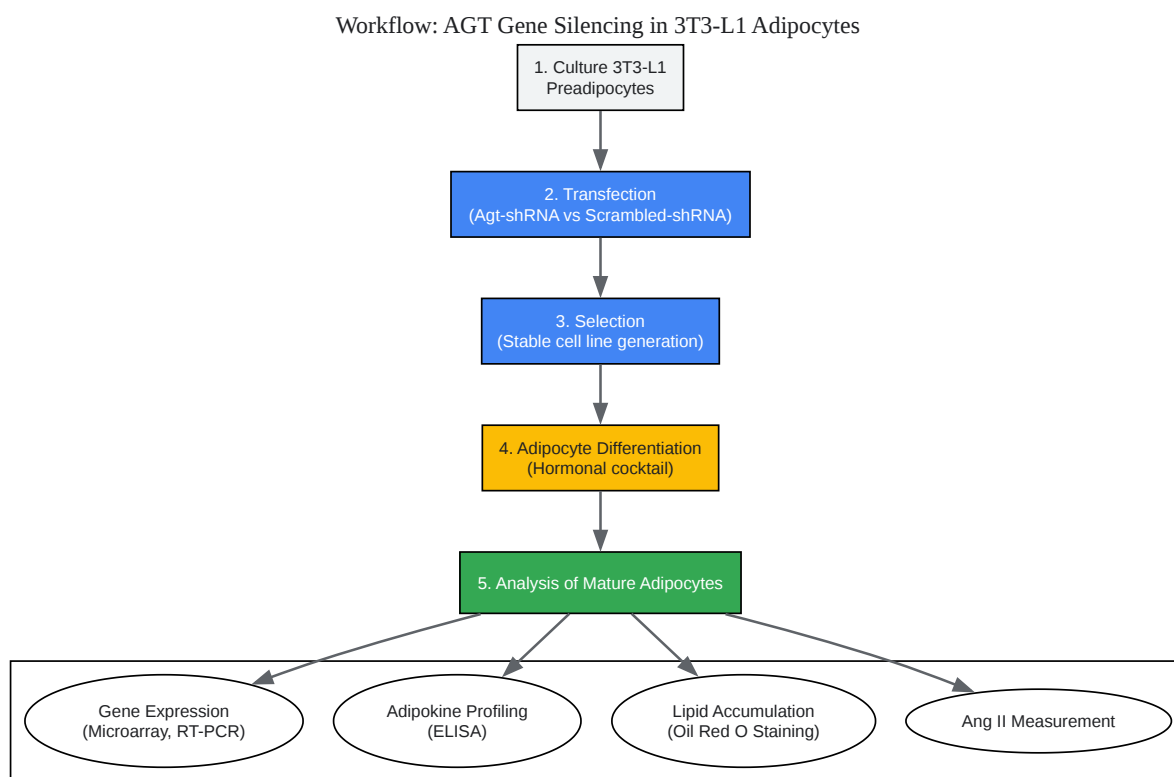 Workflow: AGT Gene Silencing in 3T3-L1 Adipocytes
1. Culture 3T3-L1
Preadipocytes
2. Transfection
(Agt-shRNA vs Scrambled-shRNA)
3. Selection
(Stable cell line generation)
4. Adipocyte Differentiation
(Hormonal cocktail)
5. Analysis of Mature Adipocytes
Gene Expression
(Microarray, RT-PCR)
Adipokine Profiling
(ELISA)
Lipid Accumulation
(Oil Red O Staining)
Ang II Measurement